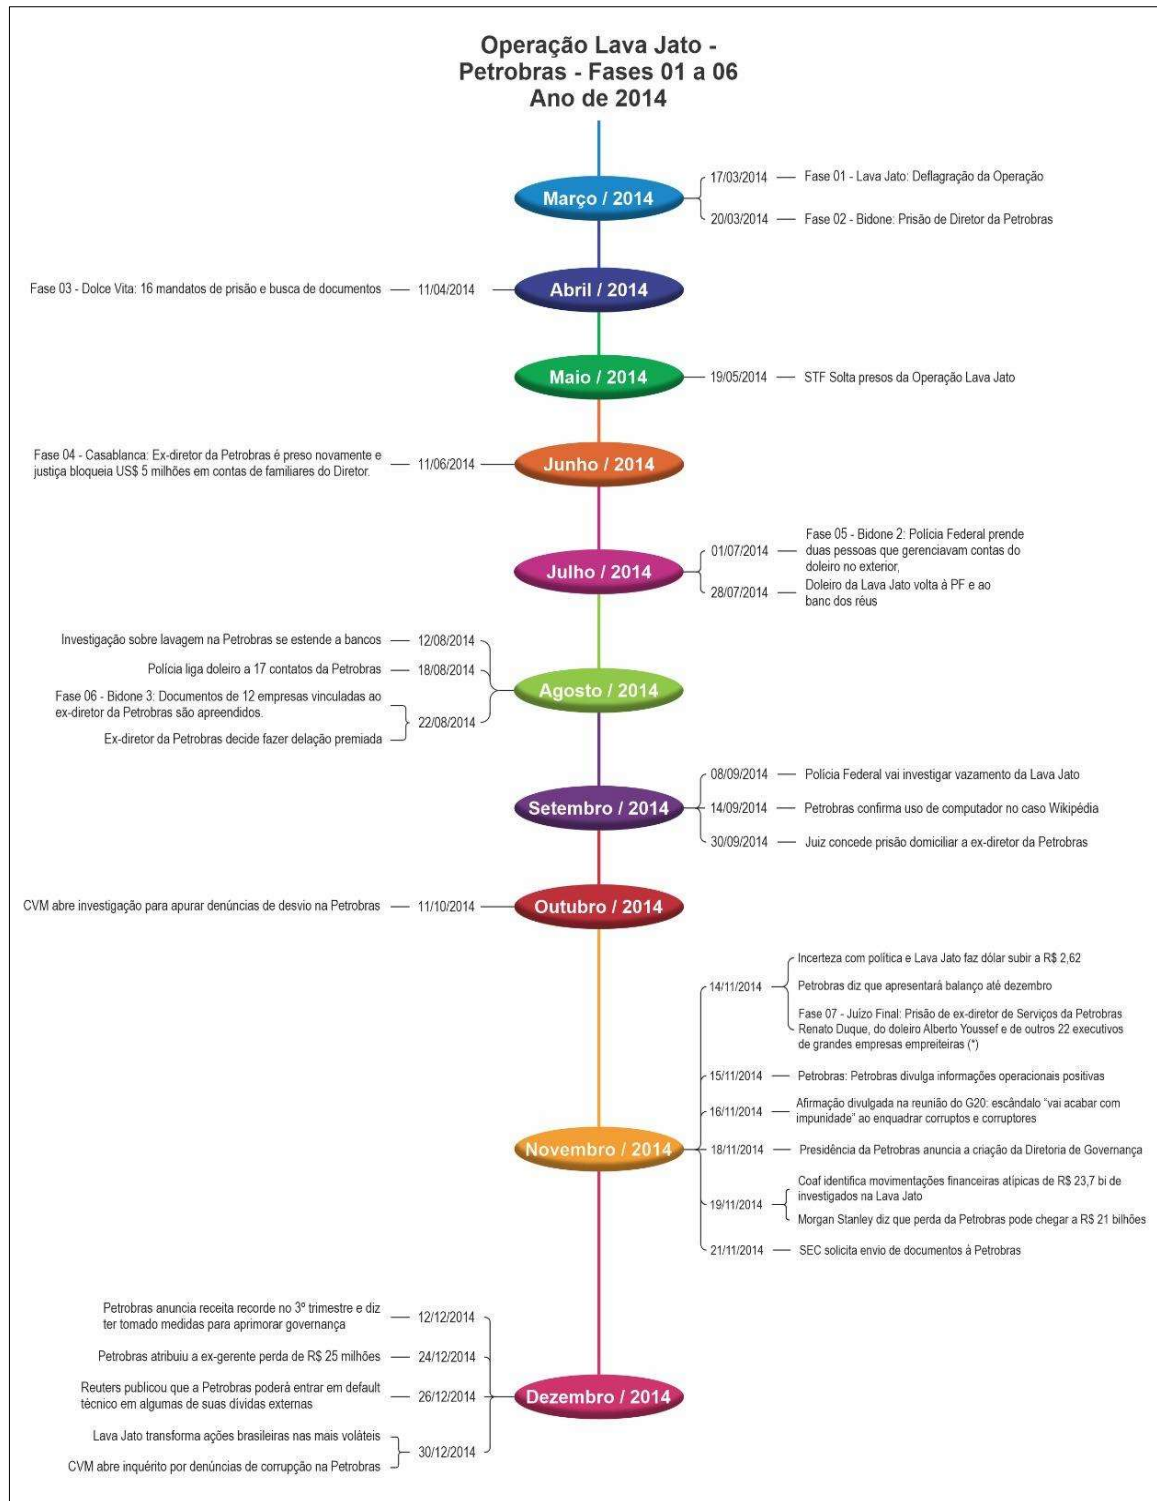 Operação Lava Jato -
Petrobras - Fases 01 a 06
Ano de 2014
Março / 2014
17/03/2014
Fase 01 - Lava Jato: Deflagração da Operação
20/03/2014
Fase 02 - Bidone: Prisão de Diretor da Petrobras
Fase 03 - Dolce Vita: 16 mandatos de prisão e busca de documentos
11/04/2014
Abril / 2014
Maio / 2014
19/05/2014
STF Solta presos da Operação Lava Jato
Fase 04 - Casablanca: Ex-diretor da Petrobras é preso novamente e
justiça bloqueia US$ 5 milhões em contas de familiares do Diretor.
11/06/2014
Junho / 2014
Julho / 2014
01/07/2014
Fase 05 - Bidone 2: Polícia Federal prende
duas pessoas que gerenciavam contas do
doleiro no exterior,
28/07/2014
Doleiro da Lava Jato volta à PF e ao
banc dos réus
Investigação sobre lavagem na Petrobras se estende a bancos
12/08/2014
Polícia liga doleiro a 17 contatos da Petrobras
18/08/2014
Fase 06 - Bidone 3: Documentos de 12 empresas vinculadas ao
ex-diretor da Petrobras são apreendidos.
22/08/2014
Ex-diretor da Petrobras decide fazer delação premiada
Agosto / 2014
Setembro / 2014
08/09/2014
Polícia Federal vai investigar vazamento da Lava Jato
14/09/2014
Petrobras confirma uso de computador no caso Wikipédia
30/09/2014
Juiz concede prisão domiciliar a ex-diretor da Petrobras
CVM abre investigação para apurar denúncias de desvio na Petrobras
11/10/2014
Outubro / 2014
Novembro / 2014
14/11/2014
Incerteza com política e Lava Jato faz dólar subir a R$ 2,62
Petrobras diz que apresentará balanço até dezembro
Fase 07 - Juízo Final: Prisão de ex-diretor de Serviços da Petrobras
Renato Duque, do doleiro Alberto Youssef e de outros 22 executivos
de grandes empresas empreiteiras (*)
15/11/2014
Petrobras: Petrobras divulga informações operacionais positivas
16/11/2014
Afirmação divulgada na reunião do G20: escândalo “vai acabar com
impunidade” ao enquadrar corruptos e corruptores
18/11/2014
Presidência da Petrobras anuncia a criação da Diretoria de Governança
19/11/2014
Coaf identifica movimentações financeiras atípicas de R$ 23,7 bi de
investigados na Lava Jato
Morgan Stanley diz que perda da Petrobras pode chegar a R$ 21 bilhões
21/11/2014
SEC solicita envio de documentos à Petrobras
Petrobras anuncia receita recorde no 3º trimestre e diz
ter tomado medidas para aprimorar governança
12/12/2014
Petrobras atribuiu a ex-gerente perda de R$ 25 milhões
24/12/2014
Reuters publicou que a Petrobras poderá entrar em default
técnico em algumas de suas dívidas externas
26/12/2014
Lava Jato transforma ações brasileiras nas mais voláteis
30/12/2014
CVM abre inquérito por denúncias de corrupção na Petrobras
Dezembro / 2014